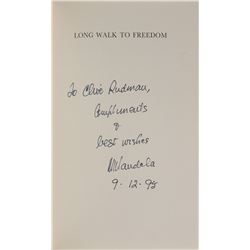 LONG WALK TO FREEDOM
To Clive Rudman,
Compliments
&
best wishes
NMandela
9-12-95